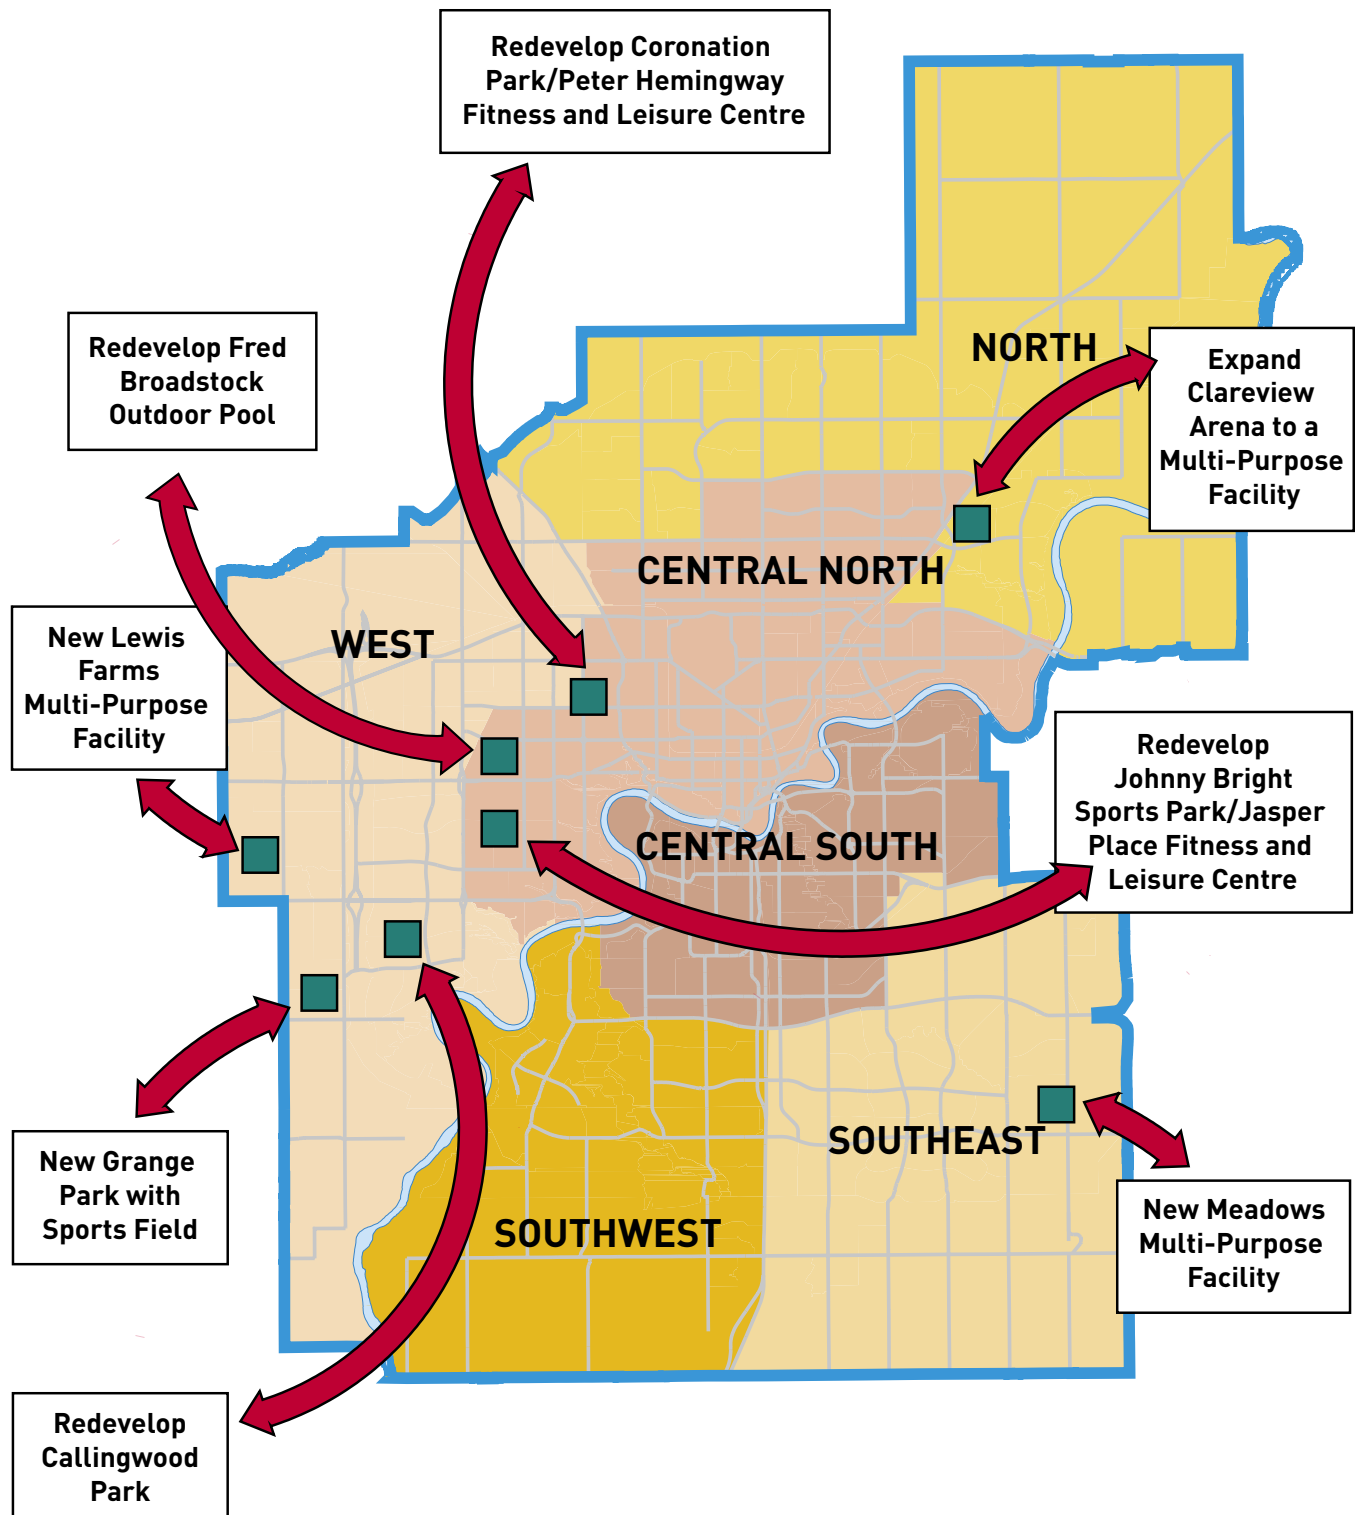 Redevelop Coronation
Park/Peter Hemingway
Fitness and Leisure Centre
Redevelop Fred
Broadstock
Outdoor Pool
NORTH
Expand
Clareview
Arena to a
Multi-Purpose
Facility
CENTRAL NORTH
WEST
New Lewis
Farms
Multi-Purpose
Facility
Redevelop
Johnny Bright
Sports Park/Jasper
Place Fitness and
Leisure Centre
CENTRAL SOUTH
SOUTHEAST
New Grange
Park with
Sports Field
SOUTHWEST
New Meadows
Multi-Purpose
Facility
Redevelop
Callingwood
Park